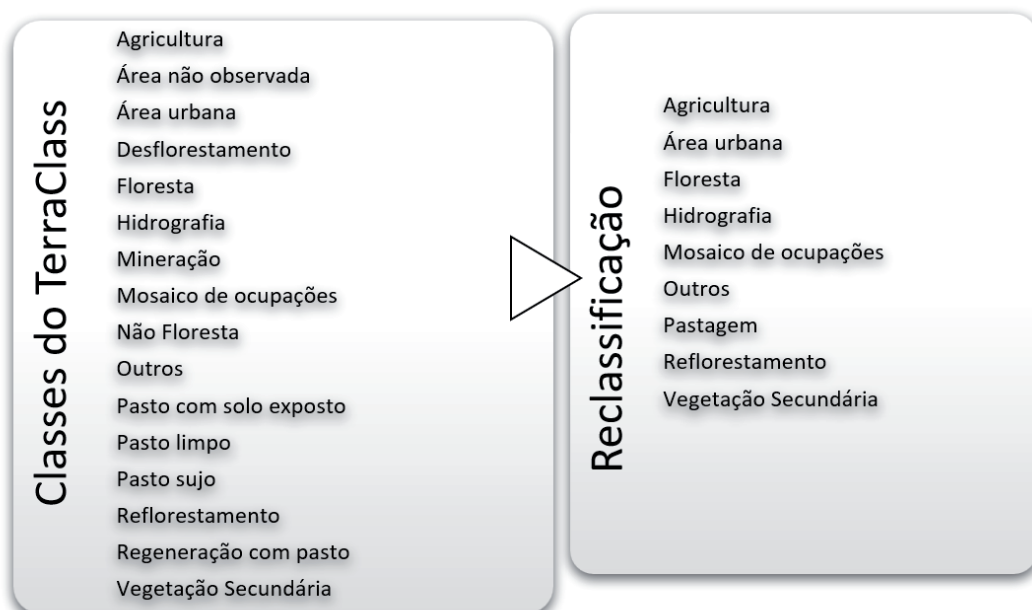 Classes do TerraClass
Agricultura
Área não observada
Área urbana
Desflorestamento
Floresta
Hidrografia
Mineração
Mosaico de ocupações
Não Floresta
Outros
Pasto com solo exposto
Pasto limpo
Pasto sujo
Reflorestamento
Regeneração com pasto
Vegetação Secundária
Reclassificação
Agricultura
Área urbana
Floresta
Hidrografia
Mosaico de ocupações
Outros
Pastagem
Reflorestamento
Vegetação Secundária